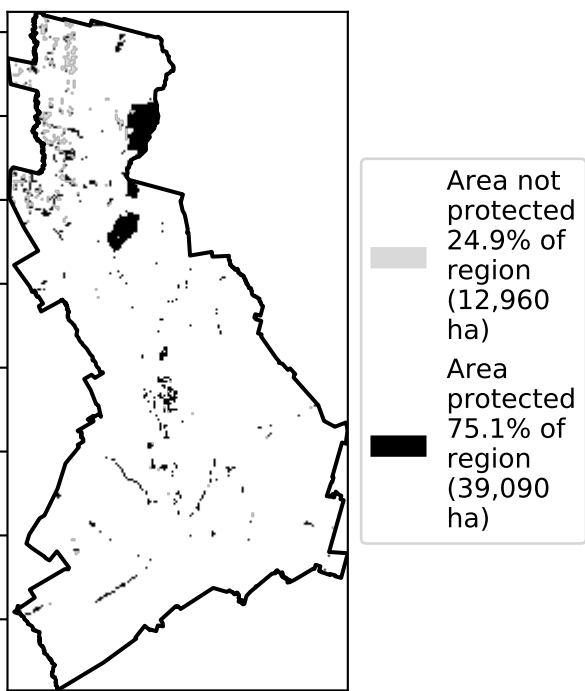 Area not
protected
24.9% of
region
(12,960
ha)
Area
protected
75.1% of
region
(39,090
ha)